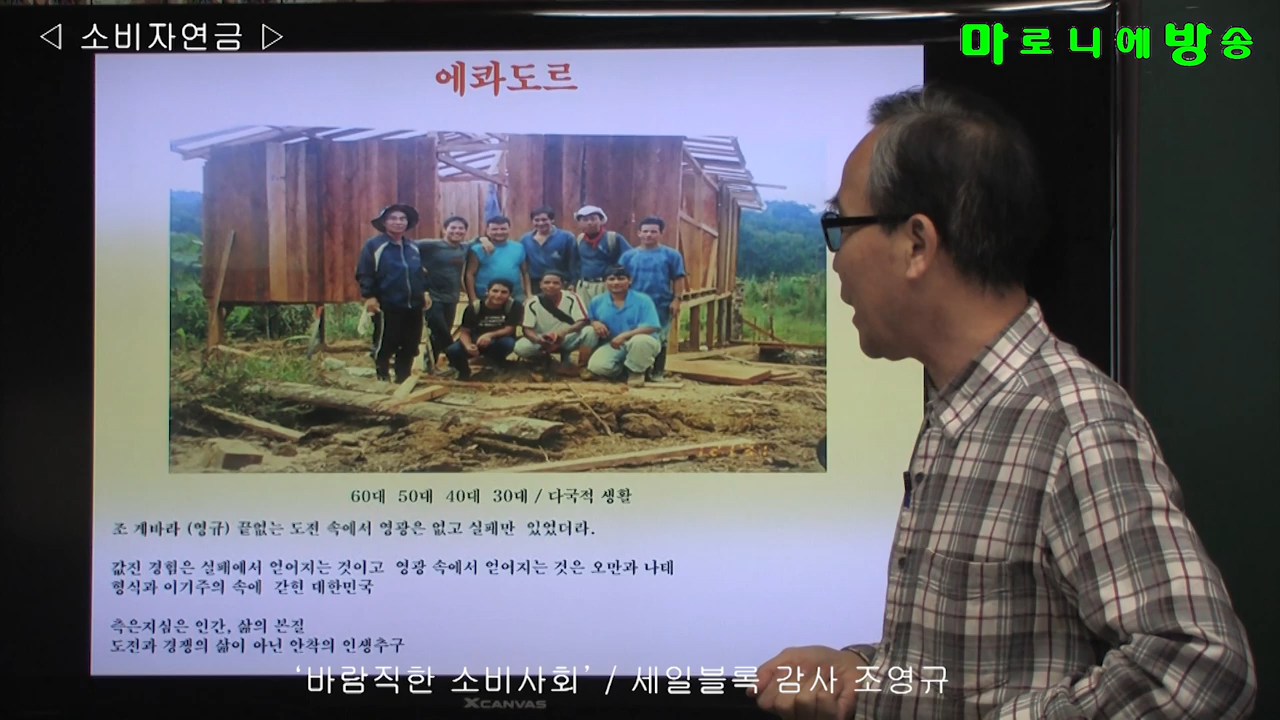 ◁ 소비자연금 ▷
마로니에방송
에콰도르
60대 50대 40대 30대 / 다국적 생활
조 게바라 (영규) 끝없는 도전 속에서 영광은 없고 실패만 있었더라.
값진 경험은 실패에서 얻어지는 것이고 영광 속에서 얻어지는 것은 오만과 나태
형식과 이기주의 속에 갇힌 대한민국
측은지심은 인간, 삶의 본질
도전과 경쟁의 삶이 아닌 안착의 인생추구
‘바람직한 소비사회’ / 세일블록 감사 조영규
XCANVAS